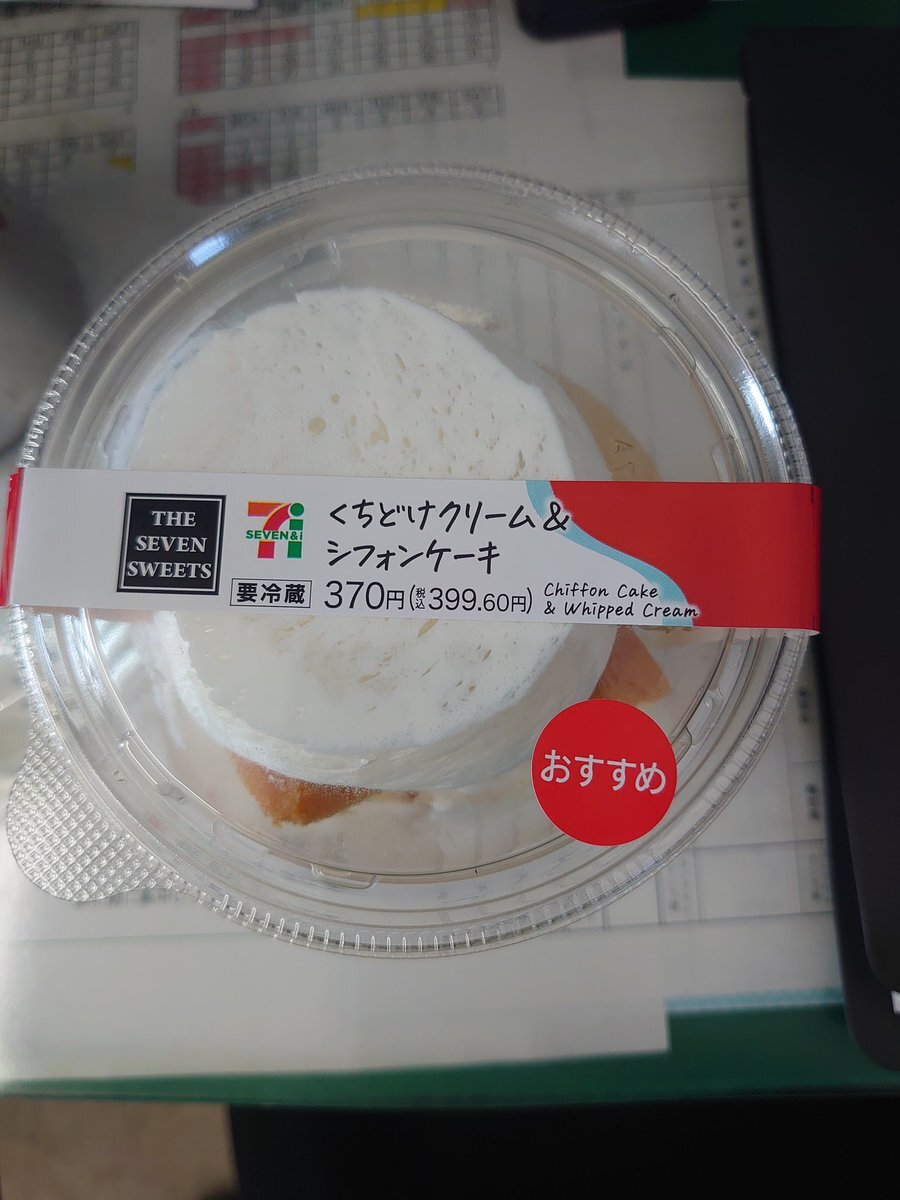 THE
SEVEN
SWEETS
SEVEN&i
くちどけクリーム&
シフォンケーキ
要冷蔵 370円(税込399.60円)
Chiffon Cake
& Whipped Cream
おすすめ